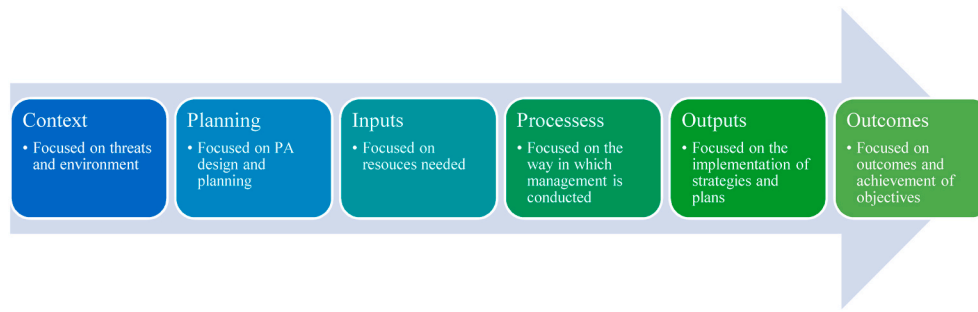 Context
• Focused on threats
and environment
Planning
• Focused on PA
design and
planning
Inputs
• Focused on
resouces needed
Processess
• Focused on the
way in which
management is
conducted
Outputs
• Focused on the
implementation of
strategies and
plans
Outcomes
• Focused on
outcomes and
achievement of
objectives